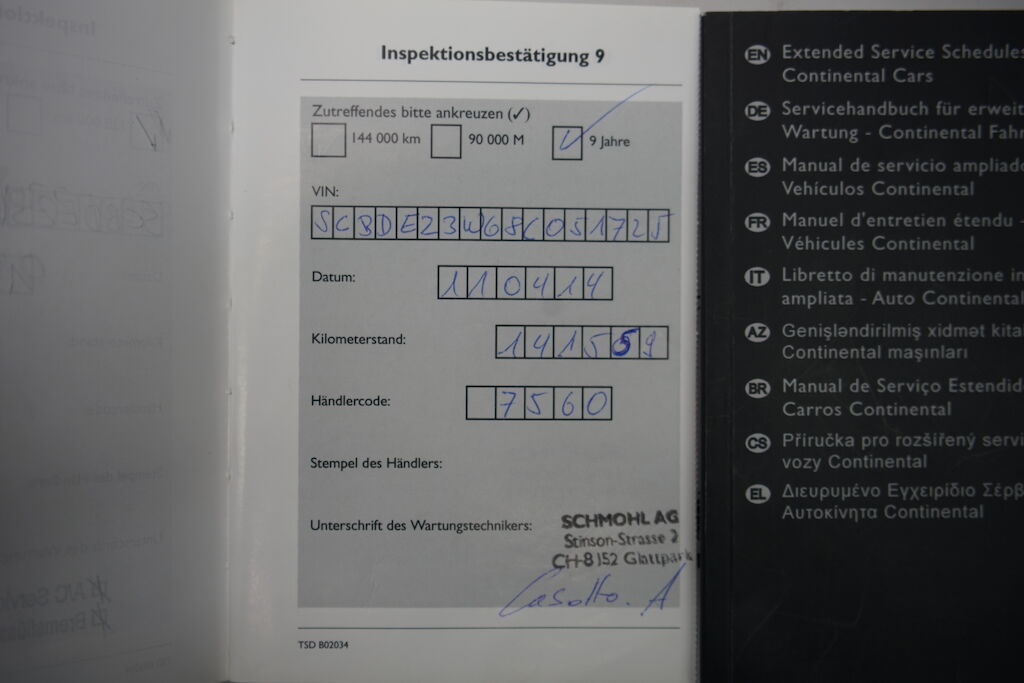 Inspektionsbestätigung 9
Zutreffendes bitte ankreuzen (✓)
144 000 km 90 000 M ✓ 9 Jahre
VIN:
SCBDE23W68C051725
Datum:
110414
Kilometerstand:
141559
Händlercode:
7560
Stempel des Händlers:
Unterschrift des Wartungstechnikers:
SCHMOHL AG
Stinson-Strasse 2
CH-8152 Glattpark
Casotto. A
TSD B02034
EN Extended Service Schedules
Continental Cars
DE Servicehandbuch für erweit
Wartung - Continental Fahr
ES Manual de servicio ampliado
Vehículos Continental
FR Manuel d'entretien étendu -
Véhicules Continental
IT Libretto di manutenzione in
ampliata - Auto Continental
AZ Genişləndirilmiş xidmət kita
Continental maşınları
BR Manual de Serviço Estendid
Carros Continental
CS Příručka pro rozšířený servi
vozy Continental
EL Διευρυμένο Εγχειρίδιο Σέρβ
Αυτοκίνητα Continental